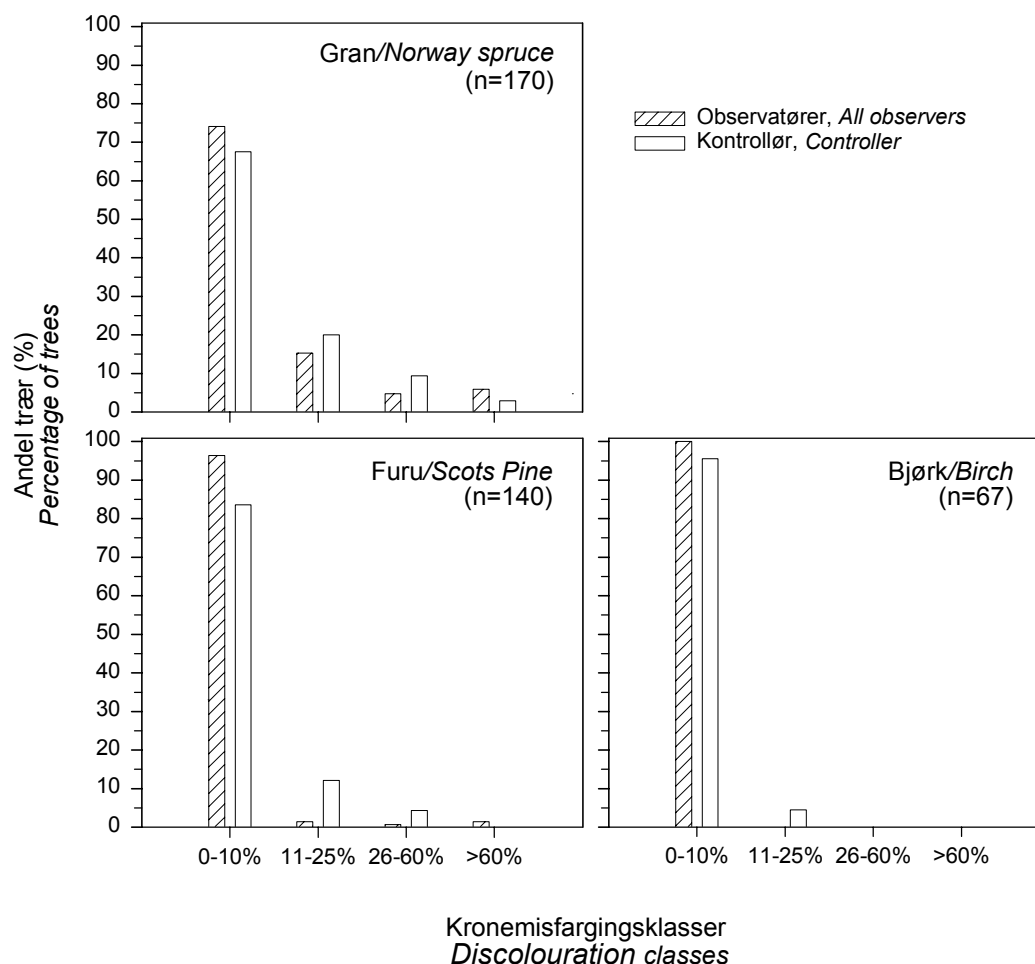 100
90
80
70
60
50
40
30
20
10
0
Gran/Norway spruce
(n=170)
Observatører, All observers
Kontrollør, Controller
Andel trær (%)
Percentage of trees
100
90
80
70
60
50
40
30
20
10
0
Furu/Scots Pine
(n=140)
Bjørk/Birch
(n=67)
0-10% 11-25% 26-60% >60%
0-10% 11-25% 26-60% >60%
Kronemisfargingsklasser
Discolouration classes